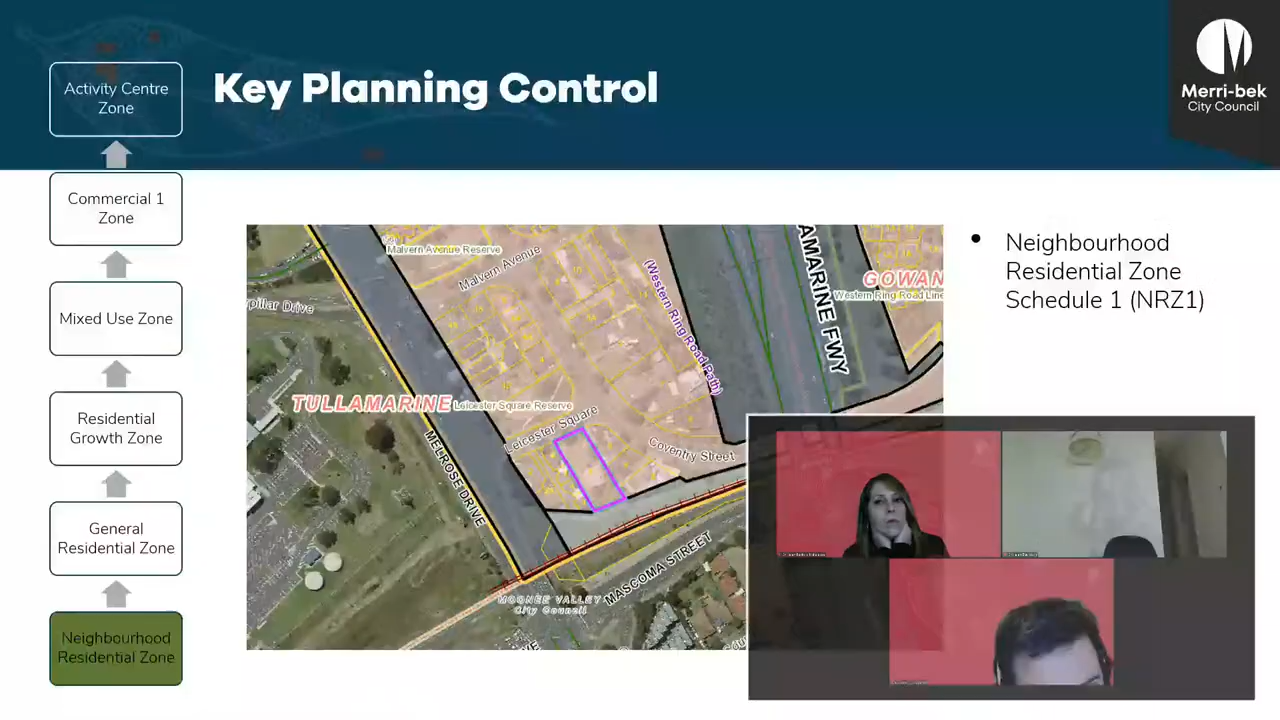 Key Planning Control
Merri-bek
City Council
Activity Centre
Zone
Commercial 1
Zone
Mixed Use Zone
Residential
Growth Zone
General
Residential Zone
Neighbourhood
Residential Zone
Malvern Avenue Reserve
Malvern Avenue
(Western Ring Road Path)
AMARINE FWY
GOWAN
Western Ring Road Line
pillar Drive
TULLAMARINE
Leicester Square Reserve
Leicester Square
Coventry Street
MELROSE DRIVE
MASCOMA STREET
MOONEE VALLEY
City Council
• Neighbourhood
Residential Zone
Schedule 1 (NRZ1)